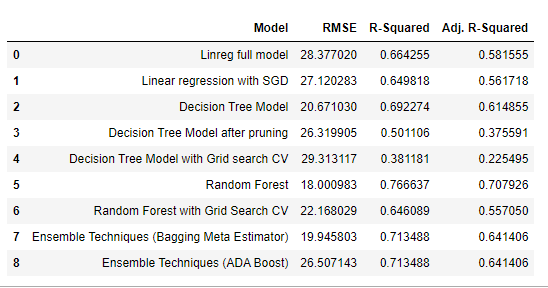 Model RMSE R-Squared Adj. R-Squared
0 Linreg full model 28.377020 0.664255 0.581555
1 Linear regression with SGD 27.120283 0.649818 0.561718
2 Decision Tree Model 20.671030 0.692274 0.614855
3 Decision Tree Model after pruning 26.319905 0.501106 0.375591
4 Decision Tree Model with Grid search CV 29.313117 0.381181 0.225495
5 Random Forest 18.000983 0.766637 0.707926
6 Random Forest with Grid Search CV 22.168029 0.646089 0.557050
7 Ensemble Techniques (Bagging Meta Estimator) 19.945803 0.713488 0.641406
8 Ensemble Techniques (ADA Boost) 26.507143 0.713488 0.641406